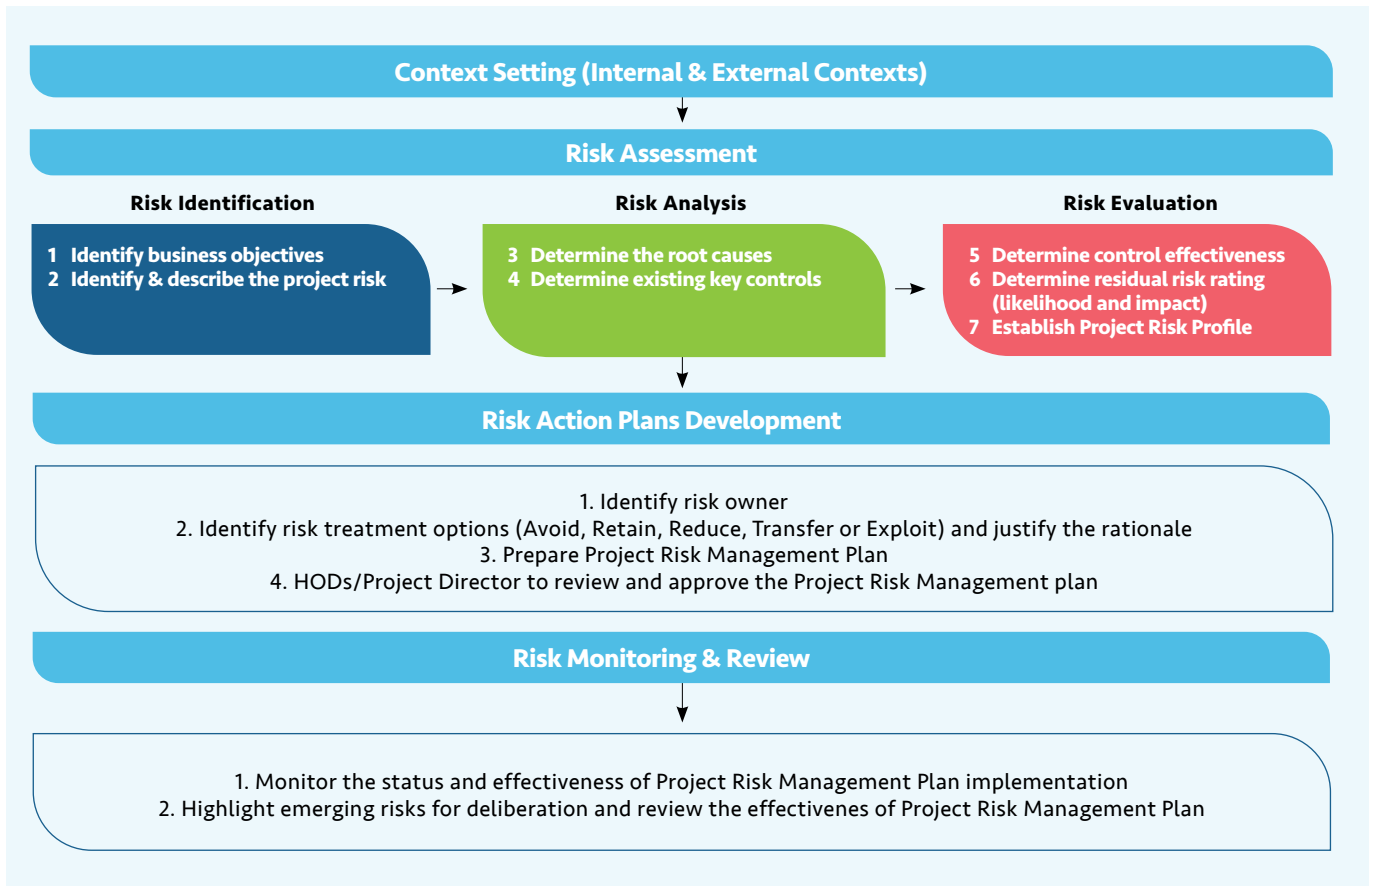 Context Setting (Internal & External Contexts)
Risk Assessment
Risk Identification
1 Identify business objectives
2 Identify & describe the project risk
Risk Analysis
3 Determine the root causes
4 Determine existing key controls
Risk Evaluation
5 Determine control effectiveness
6 Determine residual risk rating
(likelihood and impact)
7 Establish Project Risk Profile
Risk Action Plans Development
1. Identify risk owner
2. Identify risk treatment options (Avoid, Retain, Reduce, Transfer or Exploit) and justify the rationale
3. Prepare Project Risk Management Plan
4. HODs/Project Director to review and approve the Project Risk Management plan
Risk Monitoring & Review
1. Monitor the status and effectiveness of Project Risk Management Plan implementation
2. Highlight emerging risks for deliberation and review the effectivenes of Project Risk Management Plan